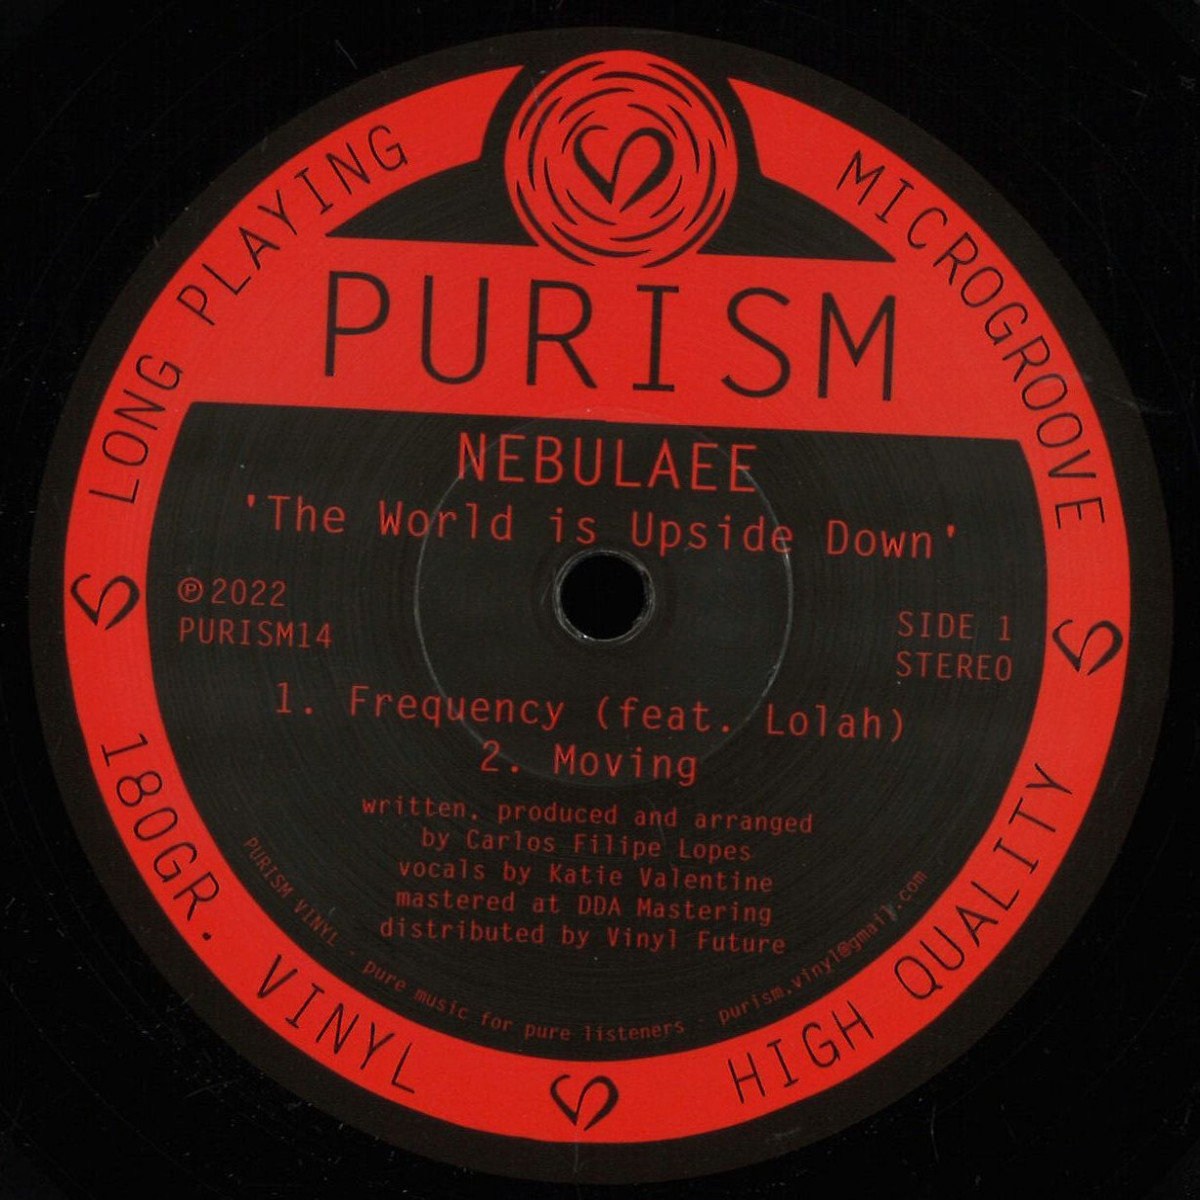 LONG PLAYING
MICROGROOVE
PURISM
NEBULAEE
'The World is Upside Down'
℗2022
PURISM14
SIDE 1
STEREO
1. Frequency (feat. Lolah)
2. Moving
written. produced and arranged
by Carlos Filipe Lopes
vocals by Katie Valentine
mastered at DDA Mastering
distributed by Vinyl Future
PURISM VINYL - pure music for pure listeners - purism.vinyl@gmail.com
180GR. VINYL
HIGH QUALITY